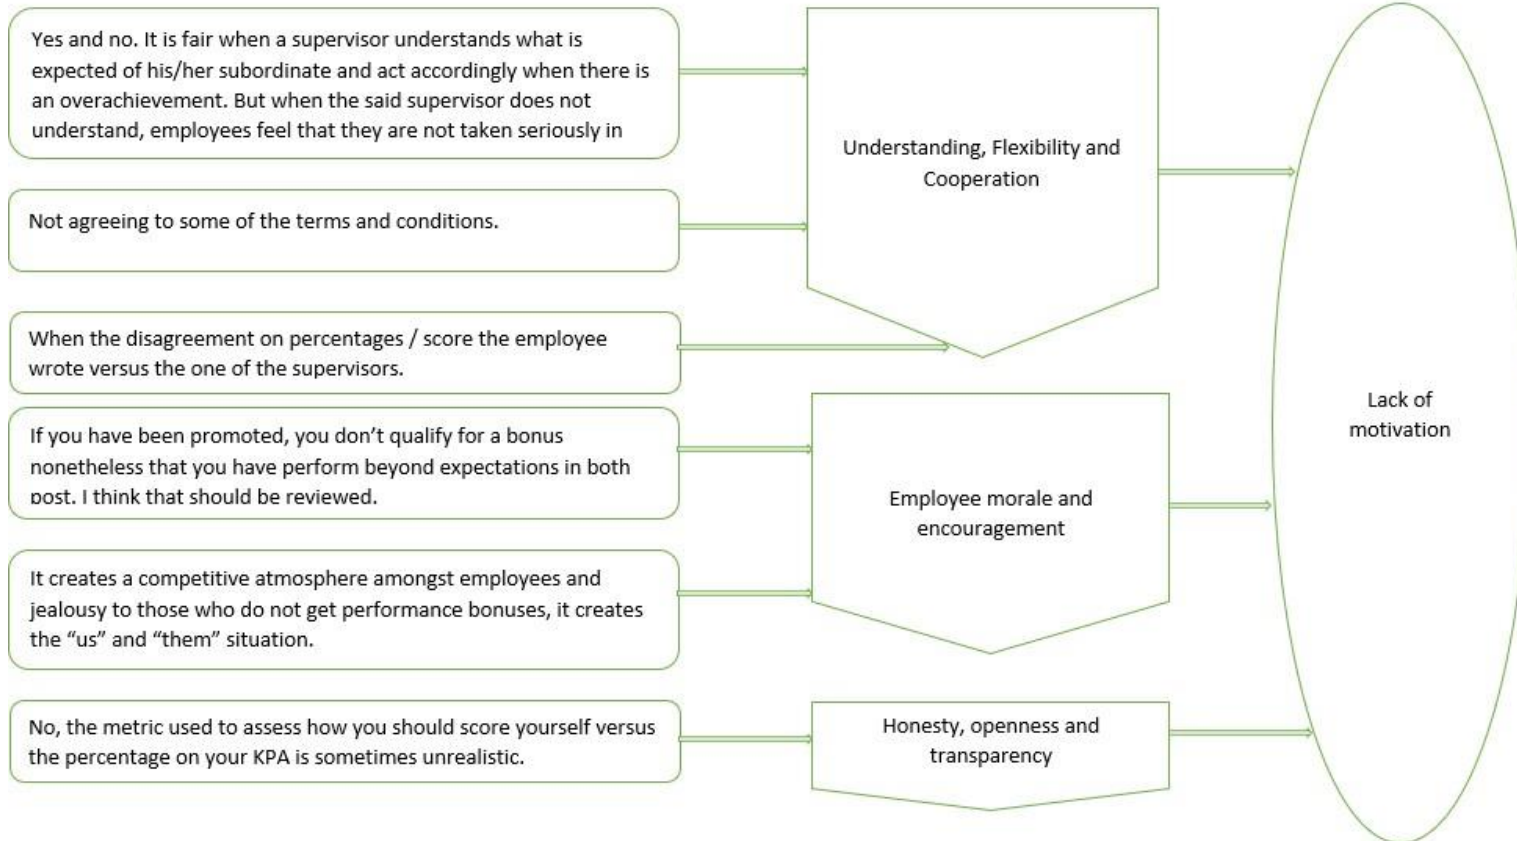 Yes and no. It is fair when a supervisor understands what is
expected of his/her subordinate and act accordingly when there is
an overachievement. But when the said supervisor does not
understand, employees feel that they are not taken seriously in
Not agreeing to some of the terms and conditions.
When the disagreement on percentages / score the employee
wrote versus the one of the supervisors.
If you have been promoted, you don’t qualify for a bonus
nonetheless that you have perform beyond expectations in both
post. I think that should be reviewed.
It creates a competitive atmosphere amongst employees and
jealousy to those who do not get performance bonuses, it creates
the “us” and “them” situation.
No, the metric used to assess how you should score yourself versus
the percentage on your KPA is sometimes unrealistic.
Understanding, Flexibility and
Cooperation
Employee morale and
encouragement
Honesty, openness and
transparency
Lack of
motivation